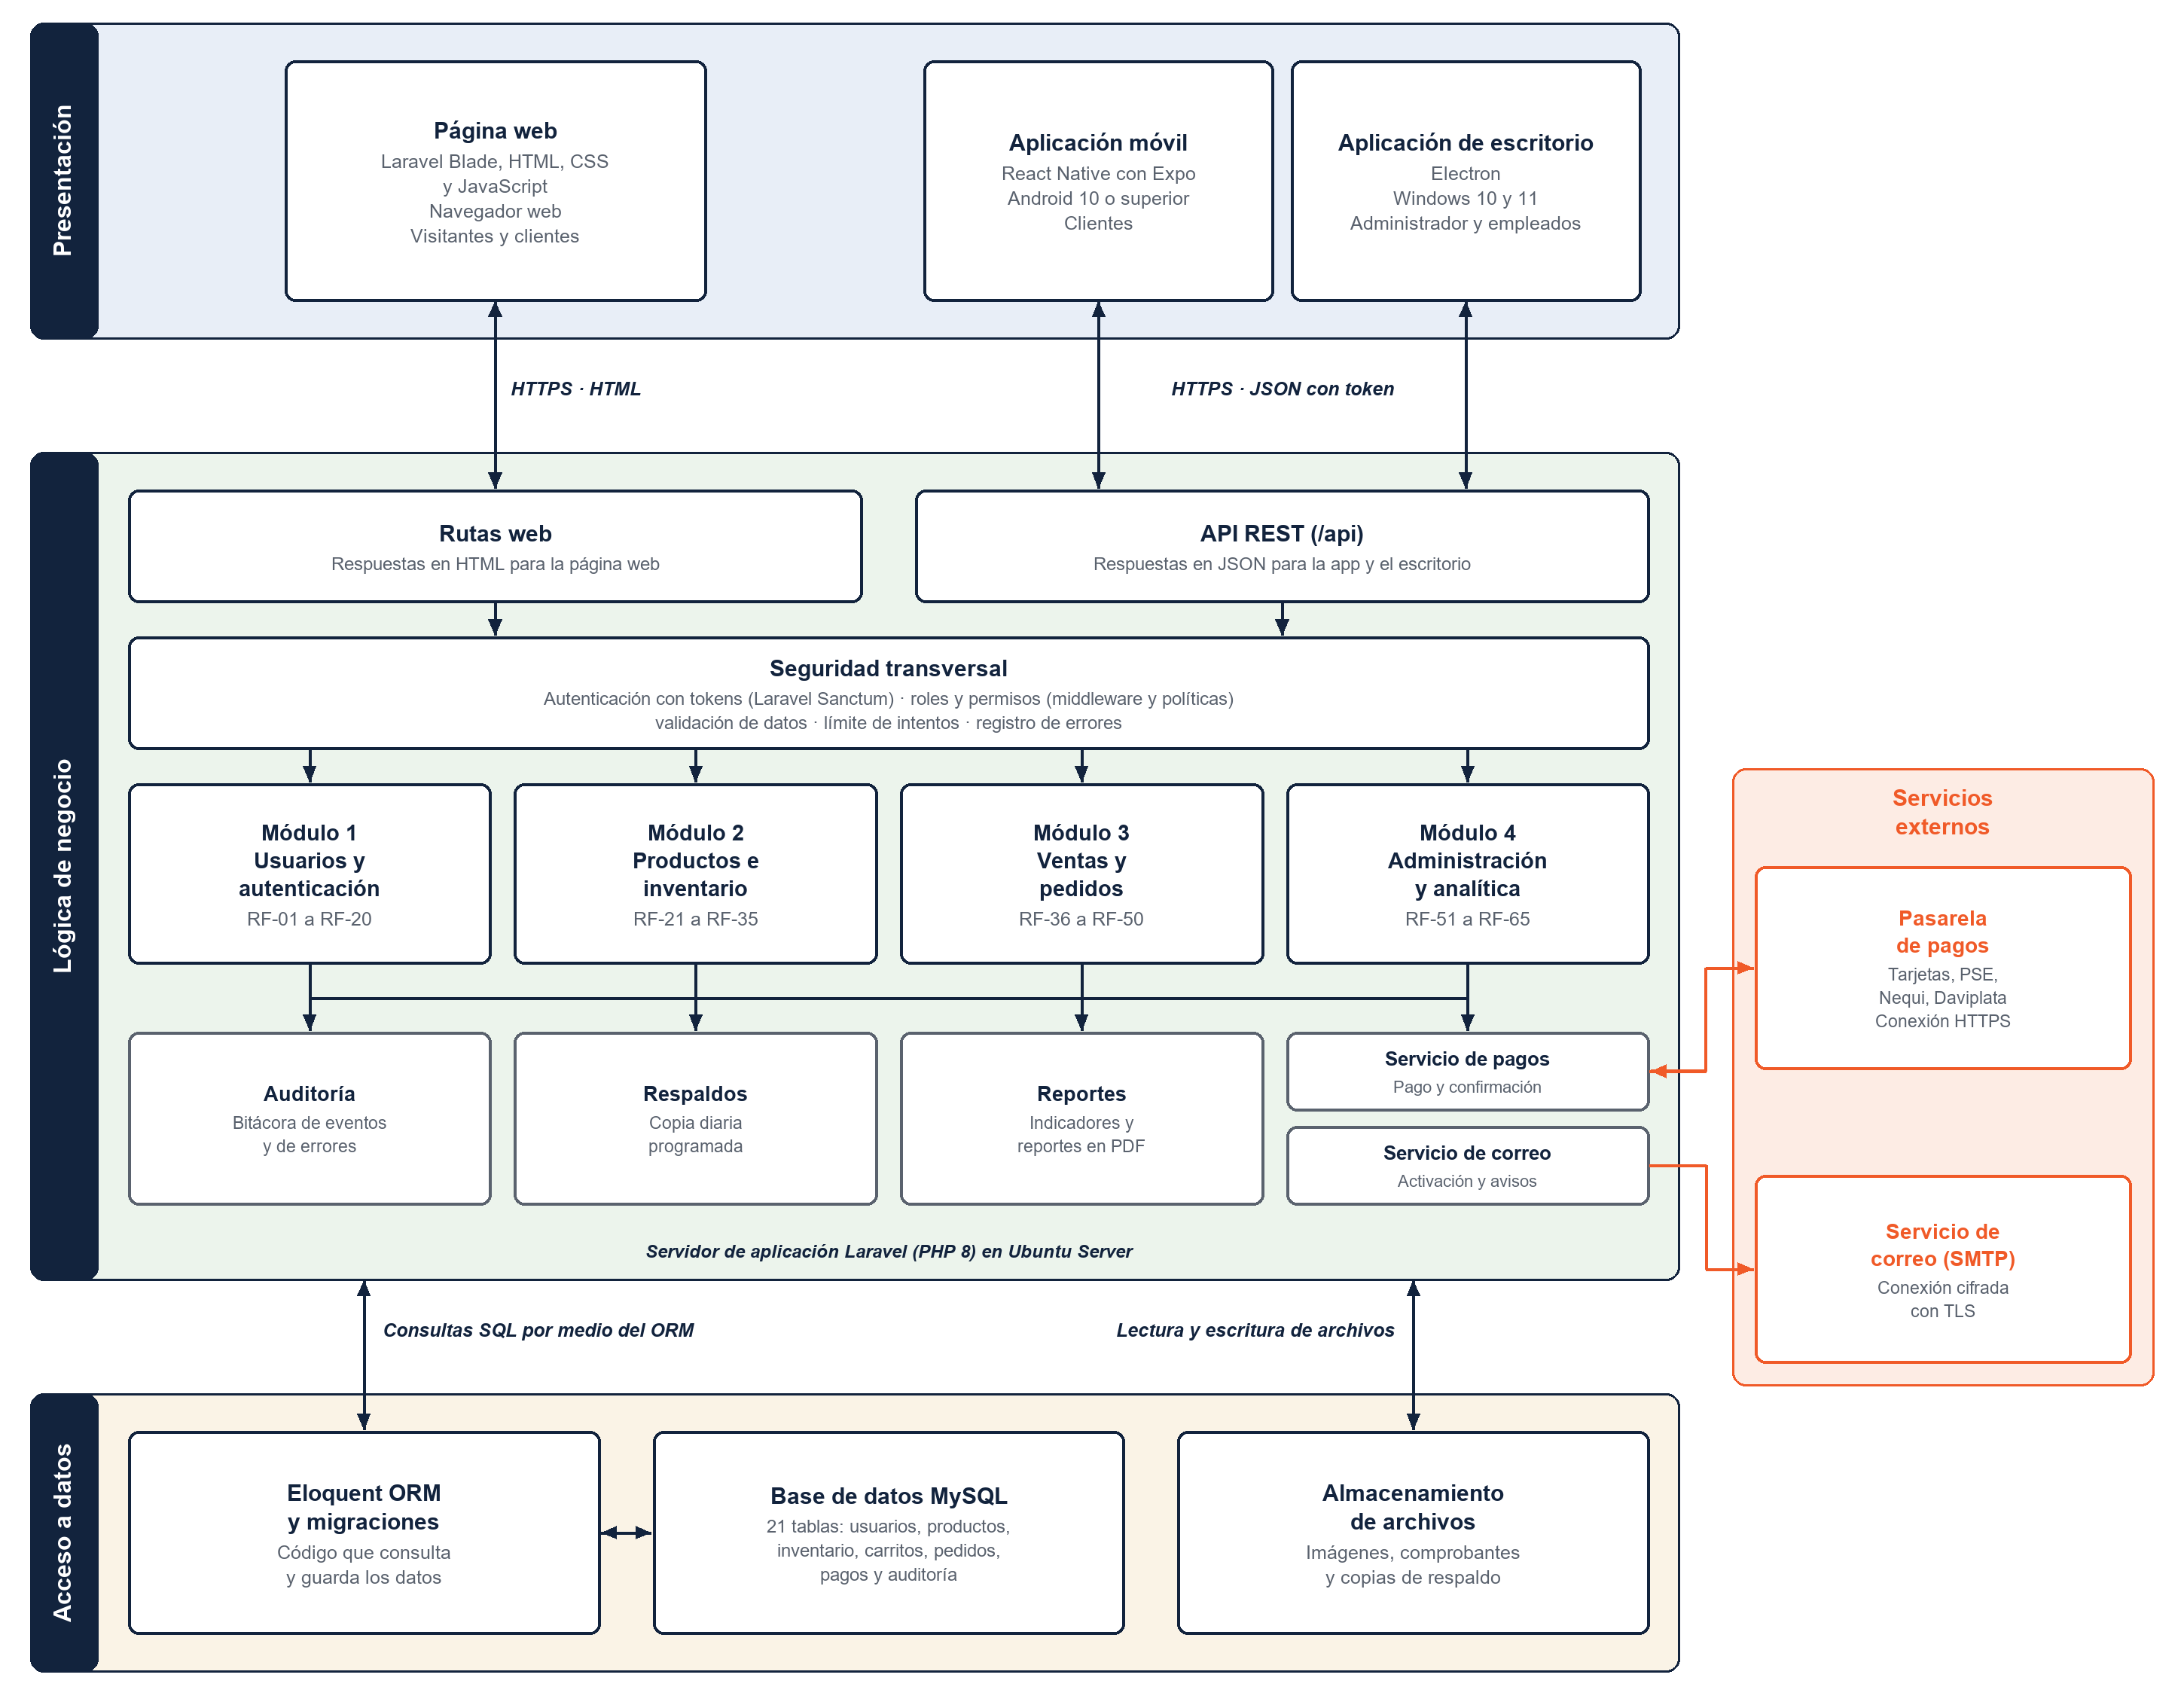 Presentación
Página web
Laravel Blade, HTML, CSS
y JavaScript
Navegador web
Visitantes y clientes
Aplicación móvil
React Native con Expo
Android 10 o superior
Clientes
Aplicación de escritorio
Electron
Windows 10 y 11
Administrador y empleados
HTTPS · HTML
HTTPS · JSON con token
Lógica de negocio
Rutas web
Respuestas en HTML para la página web
API REST (/api)
Respuestas en JSON para la app y el escritorio
Seguridad transversal
Autenticación con tokens (Laravel Sanctum) · roles y permisos (middleware y políticas)
validación de datos · límite de intentos · registro de errores
Módulo 1
Usuarios y
autenticación
RF-01 a RF-20
Módulo 2
Productos e
inventario
RF-21 a RF-35
Módulo 3
Ventas y
pedidos
RF-36 a RF-50
Módulo 4
Administración
y analítica
RF-51 a RF-65
Auditoría
Bitácora de eventos
y de errores
Respaldos
Copia diaria
programada
Reportes
Indicadores y
reportes en PDF
Servicio de pagos
Pago y confirmación
Servicio de correo
Activación y avisos
Servidor de aplicación Laravel (PHP 8) en Ubuntu Server
Servicios
externos
Pasarela
de pagos
Tarjetas, PSE,
Nequi, Daviplata
Conexión HTTPS
Servicio de
correo (SMTP)
Conexión cifrada
con TLS
Consultas SQL por medio del ORM
Lectura y escritura de archivos
Acceso a datos
Eloquent ORM
y migraciones
Código que consulta
y guarda los datos
Base de datos MySQL
21 tablas: usuarios, productos,
inventario, carritos, pedidos,
pagos y auditoría
Almacenamiento
de archivos
Imágenes, comprobantes
y copias de respaldo